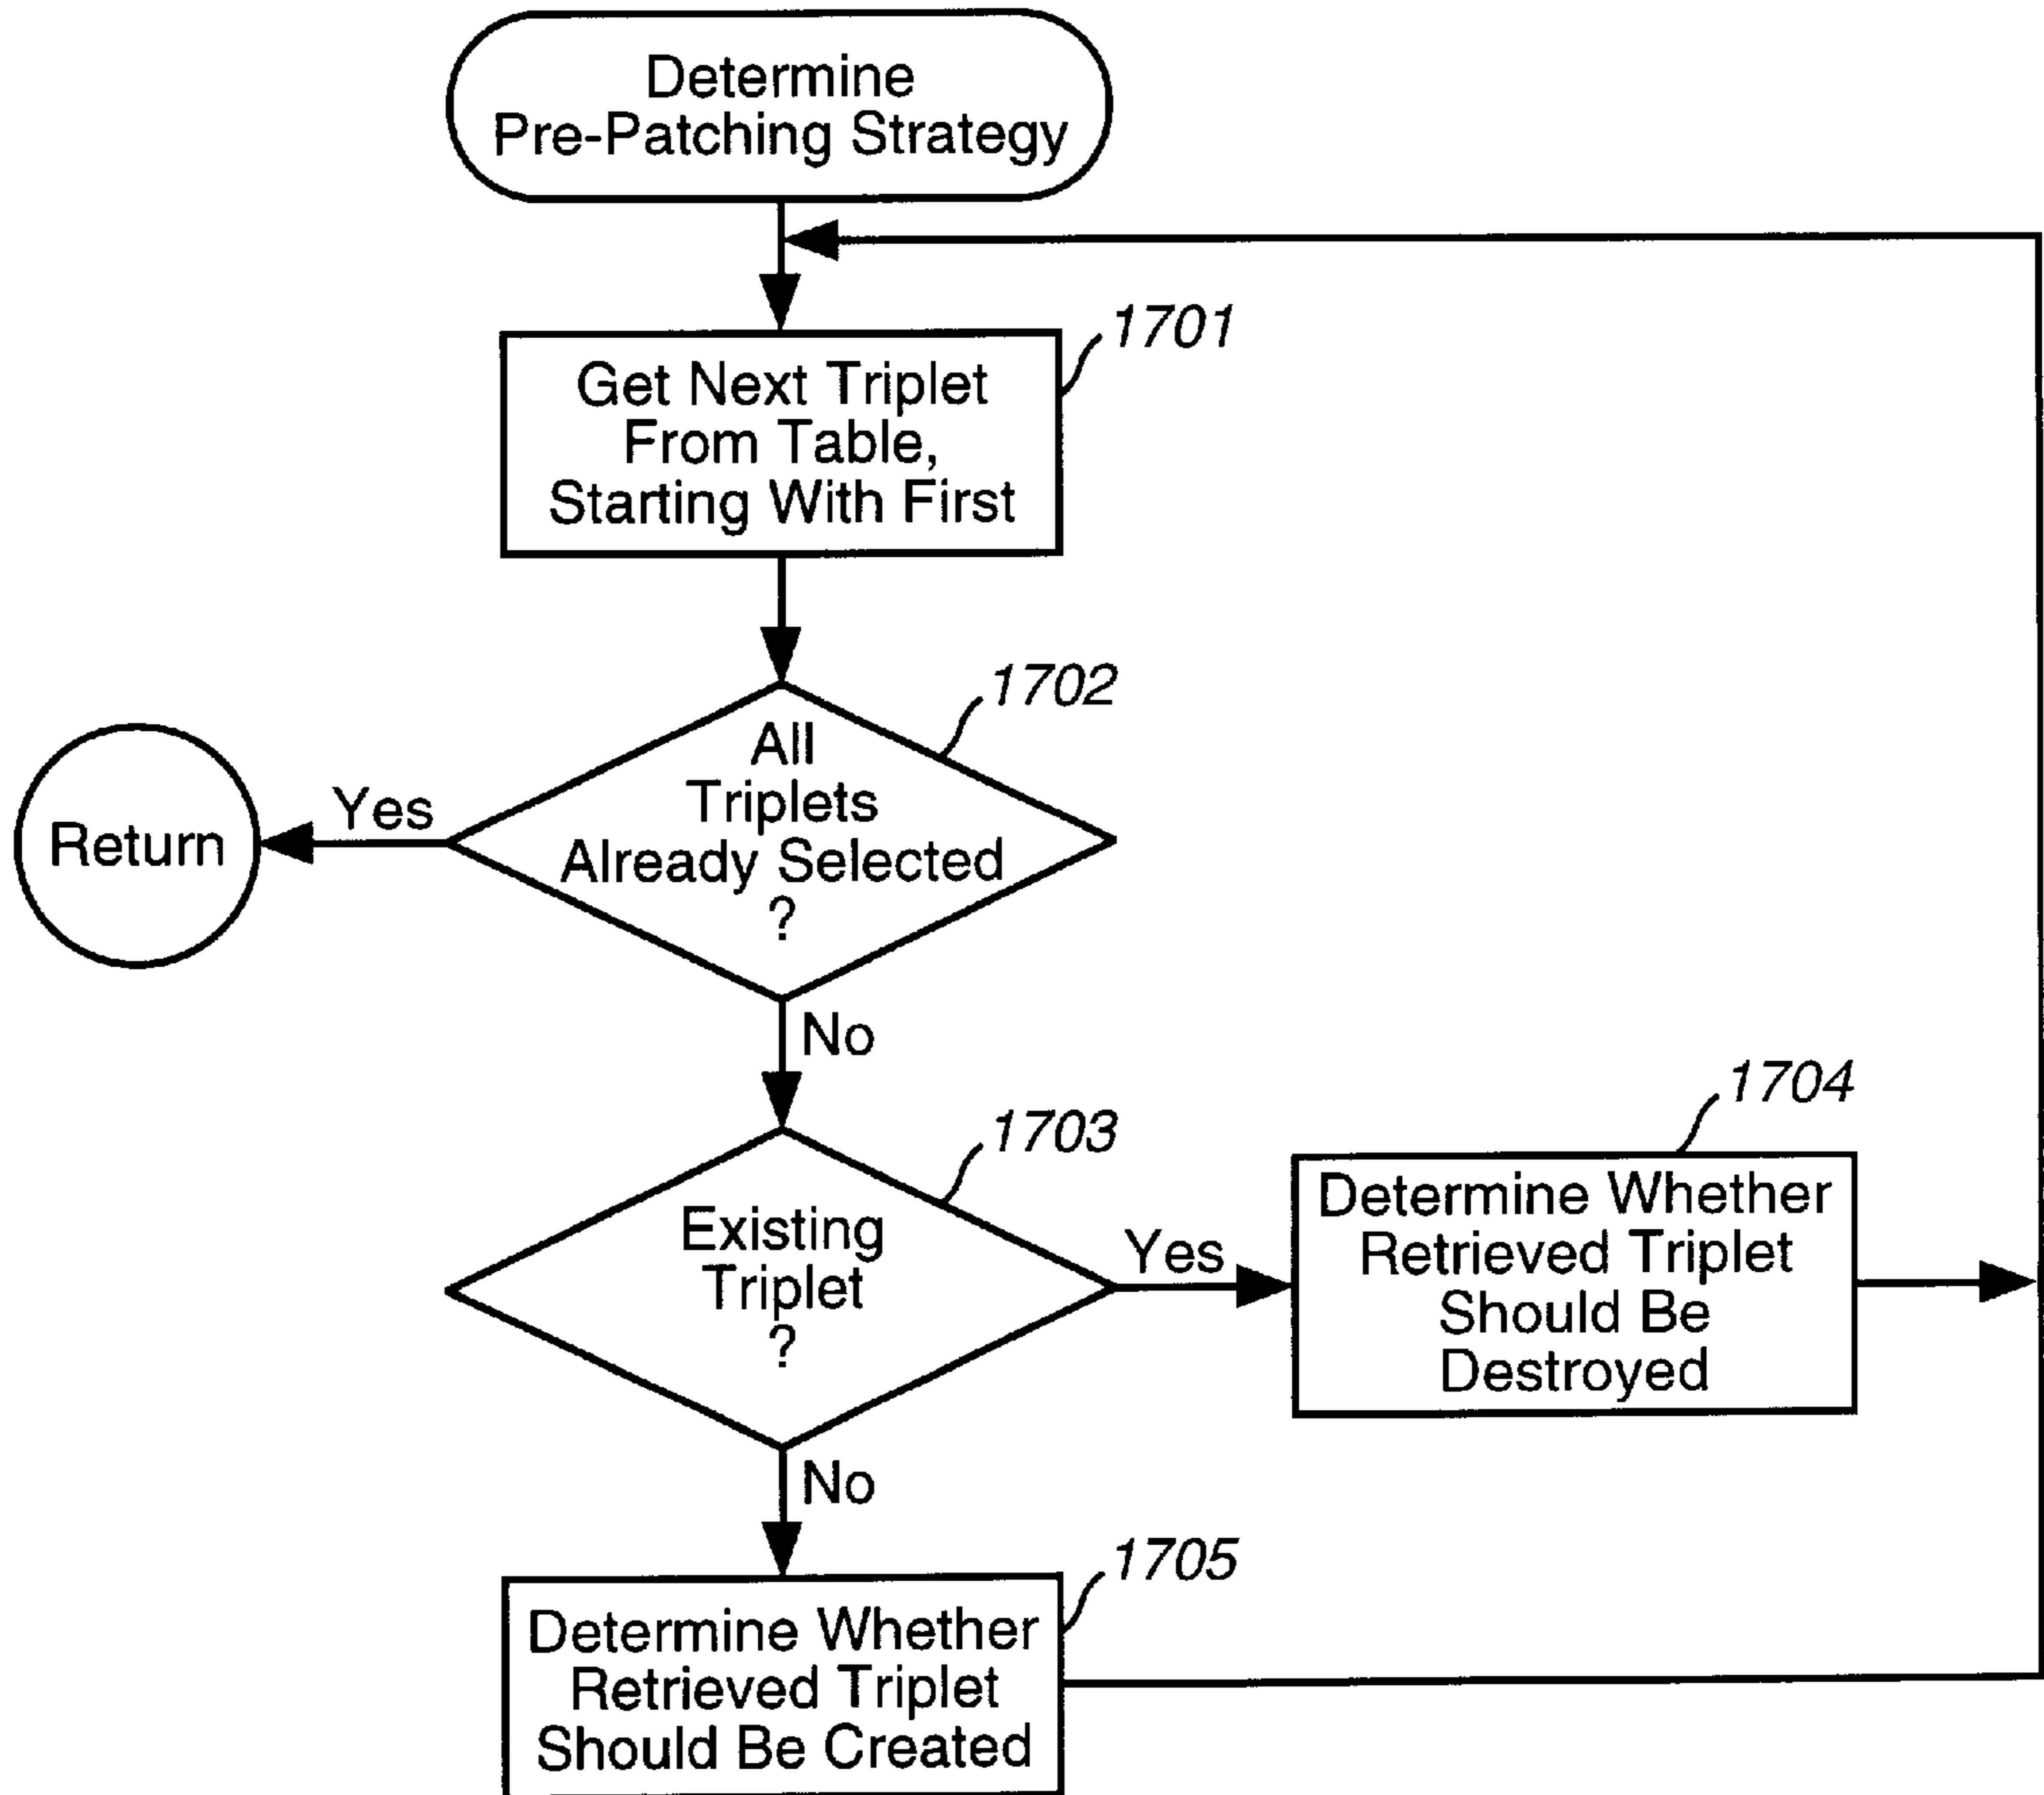 Determine
Pre-Patching Strategy
1701
Get Next Triplet
From Table,
Starting With First
1702
All
Triplets
Already Selected
?
Yes
Return
No
1703
Existing
Triplet
?
Yes
1704
Determine Whether
Retrieved Triplet
Should Be
Destroyed
No
1705
Determine Whether
Retrieved Triplet
Should Be Created